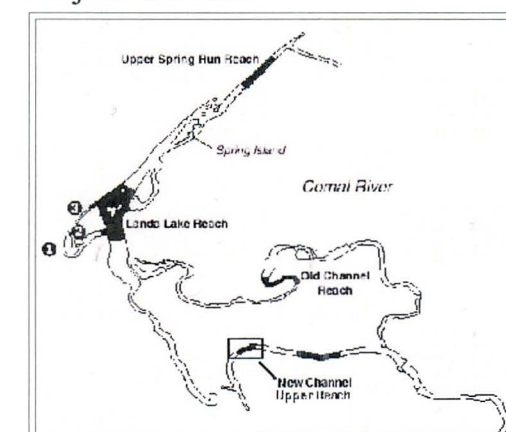 Upper Spring Run Reach
Spring Island
Comal River
3
Landa Lake Reach
2
1
Old Channel
Reach
New Channel
Upper Reach